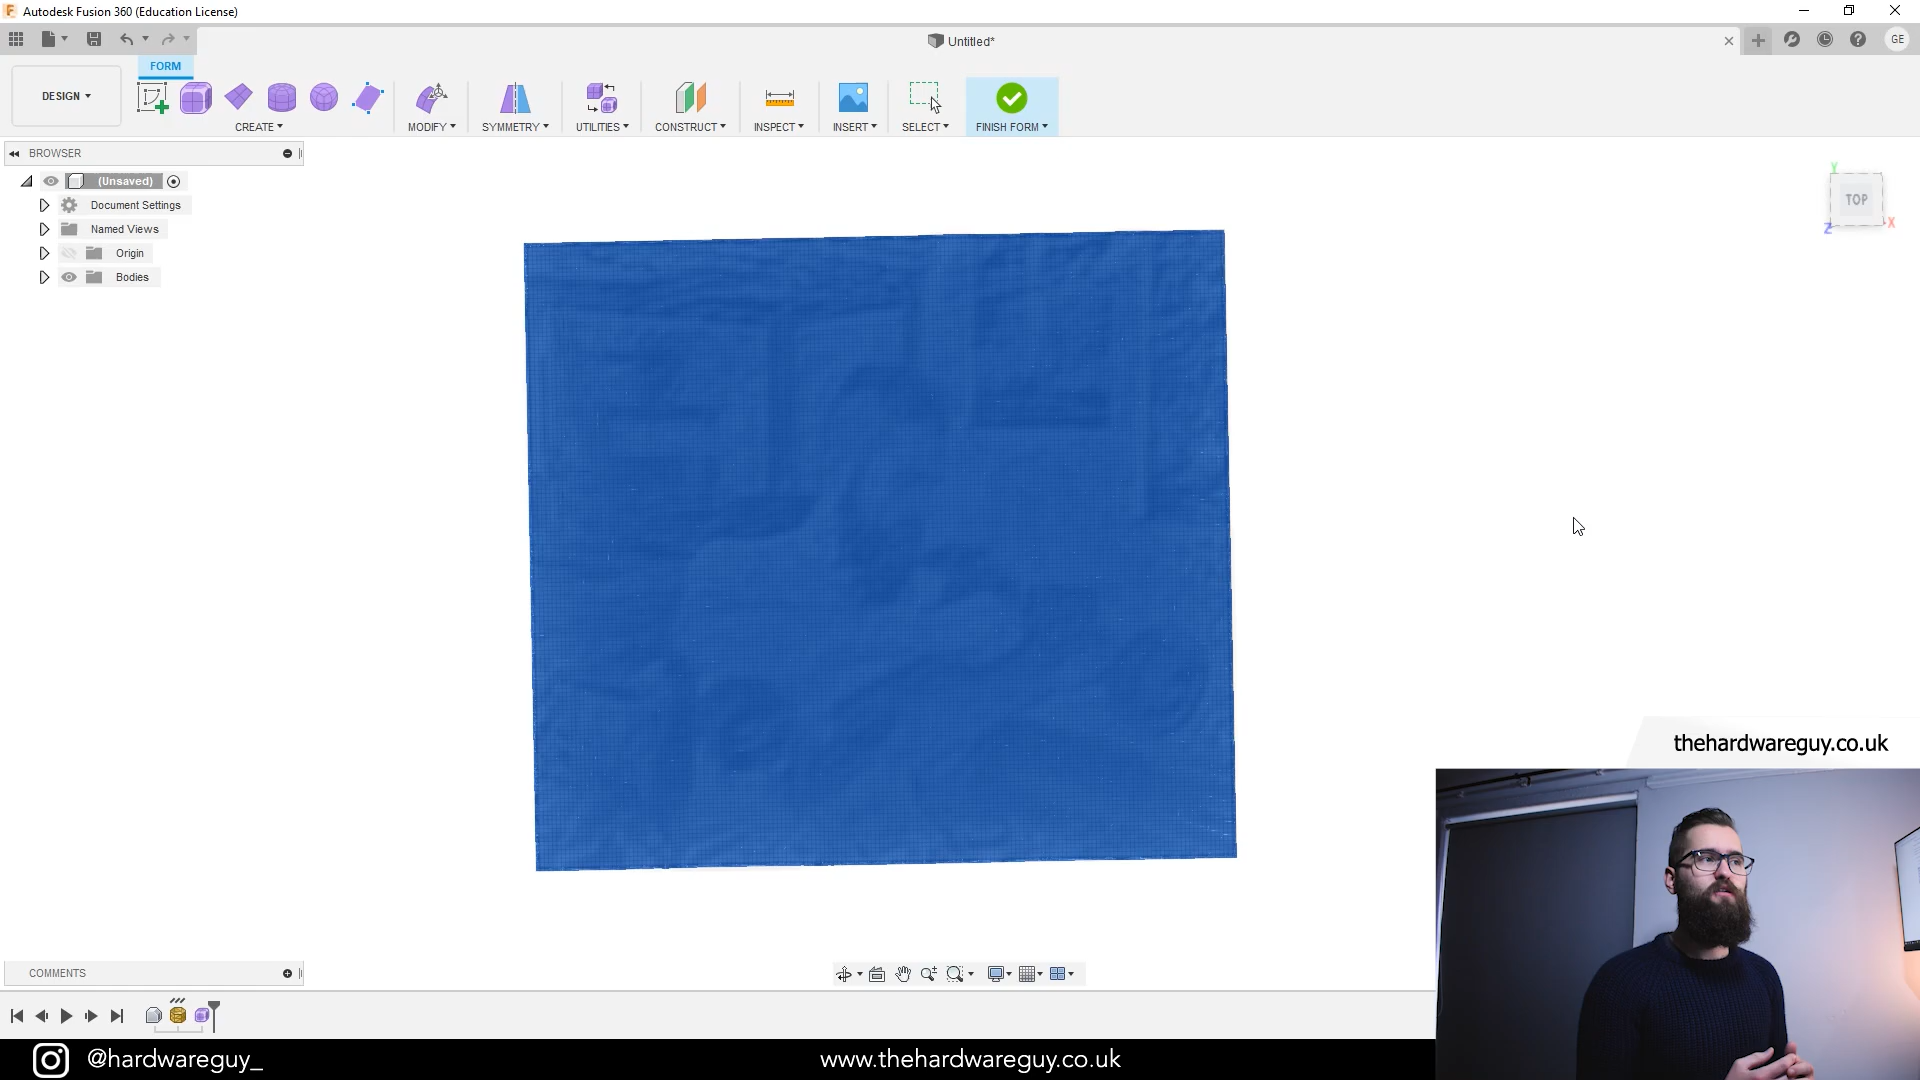 Autodesk Fusion 360 (Education License)
Untitled*
GE
FORM
DESIGN
CREATE
MODIFY
SYMMETRY
UTILITIES
CONSTRUCT
INSPECT
INSERT
SELECT
FINISH FORM
BROWSER
(Unsaved)
Document Settings
Named Views
Origin
Bodies
Y
TOP
Z
X
thehardwareguy.co.uk
COMMENTS
@hardwareguy_
www.thehardwareguy.co.uk